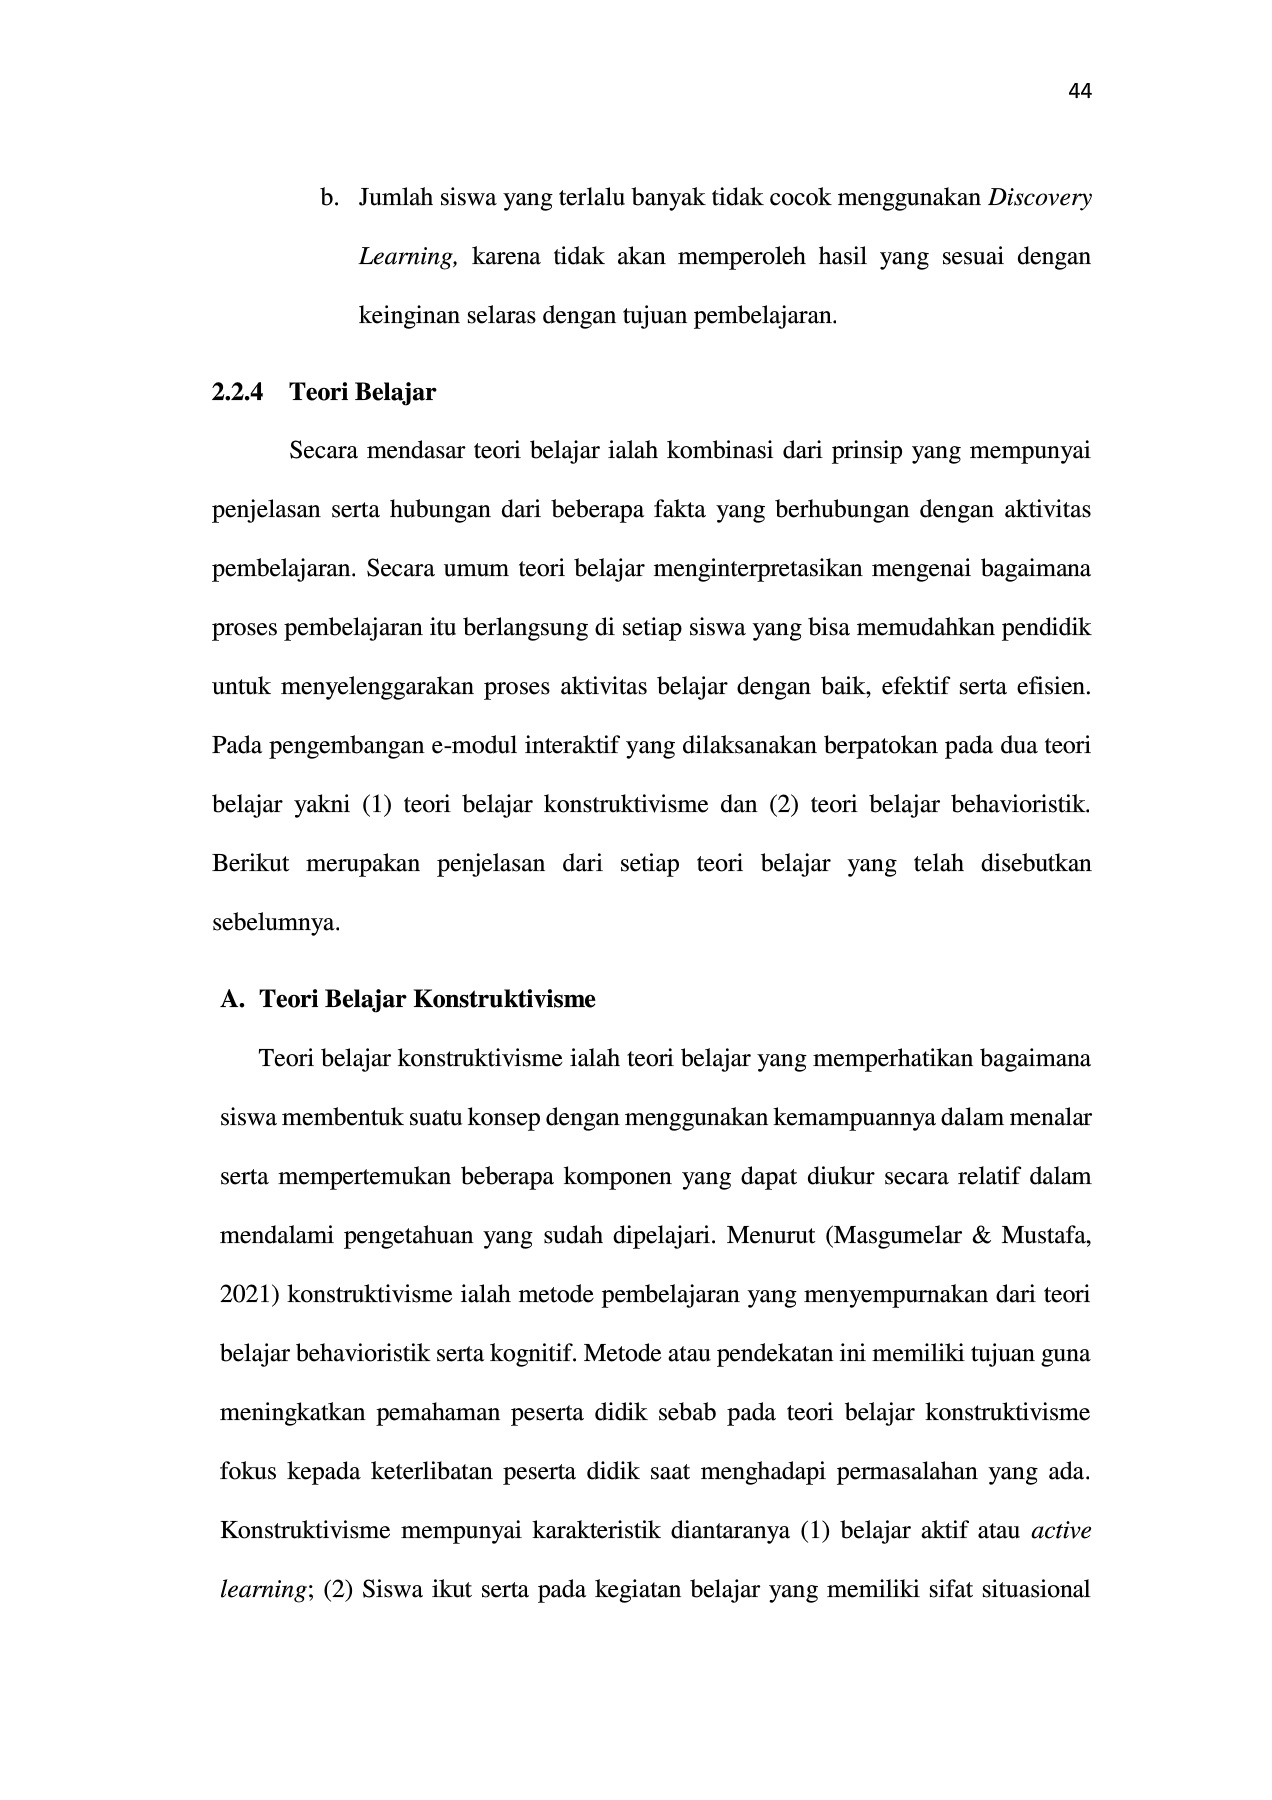 44
b. Jumlah siswa yang terlalu banyak tidak cocok menggunakan Discovery
Learning, karena tidak akan memperoleh hasil yang sesuai dengan
keinginan selaras dengan tujuan pembelajaran.
2.2.4 Teori Belajar
Secara mendasar teori belajar ialah kombinasi dari prinsip yang mempunyai
penjelasan serta hubungan dari beberapa fakta yang berhubungan dengan aktivitas
pembelajaran. Secara umum teori belajar menginterpretasikan mengenai bagaimana
proses pembelajaran itu berlangsung di setiap siswa yang bisa memudahkan pendidik
untuk menyelenggarakan proses aktivitas belajar dengan baik, efektif serta efisien.
Pada pengembangan e-modul interaktif yang dilaksanakan berpatokan pada dua teori
belajar yakni (1) teori belajar konstruktivisme dan (2) teori belajar behavioristik.
Berikut merupakan penjelasan dari setiap teori belajar yang telah disebutkan
sebelumnya.
A. Teori Belajar Konstruktivisme
Teori belajar konstruktivisme ialah teori belajar yang memperhatikan bagaimana
siswa membentuk suatu konsep dengan menggunakan kemampuannya dalam menalar
serta mempertemukan beberapa komponen yang dapat diukur secara relatif dalam
mendalami pengetahuan yang sudah dipelajari. Menurut (Masgumelar & Mustafa,
2021) konstruktivisme ialah metode pembelajaran yang menyempurnakan dari teori
belajar behavioristik serta kognitif. Metode atau pendekatan ini memiliki tujuan guna
meningkatkan pemahaman peserta didik sebab pada teori belajar konstruktivisme
fokus kepada keterlibatan peserta didik saat menghadapi permasalahan yang ada.
Konstruktivisme mempunyai karakteristik diantaranya (1) belajar aktif atau active
learning; (2) Siswa ikut serta pada kegiatan belajar yang memiliki sifat situasional